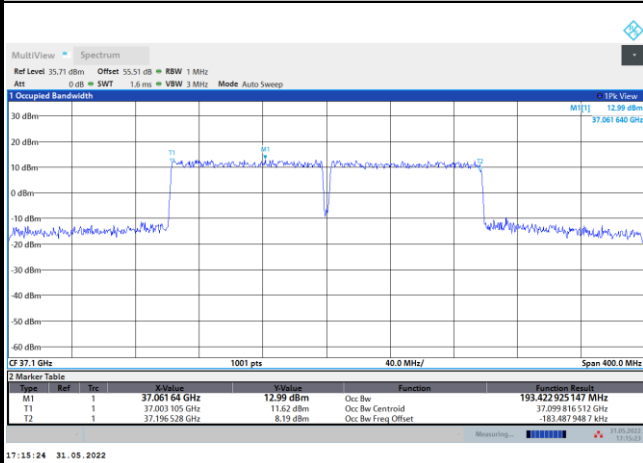 MultiView Spectrum
Ref Level 35.71 dBm Offset 55.51 dB RBW 1 MHz
Att 0 dB SWT 1.6 ms VBW 3 MHz Mode Auto Sweep
1 Occupied Bandwidth 1Pk View
M1[1] 12.99 dBm
37.061 640 GHz
30 dBm
20 dBm
T1 M1 T2
10 dBm
0 dBm
-10 dBm
-20 dBm
-30 dBm
-40 dBm
-50 dBm
-60 dBm
CF 37.1 GHz 1001 pts 40.0 MHz/ Span 400.0 MHz
2 Marker Table
Type Ref Trc X-Value Y-Value Function Function Result
M1 1 37.061 64 GHz 12.99 dBm Occ Bw 193.422 925 147 MHz
T1 1 37.003 105 GHz 11.62 dBm Occ Bw Centroid 37.099 816 512 GHz
T2 1 37.196 528 GHz 8.19 dBm Occ Bw Freq Offset -183.487 948 7 kHz
Measuring... 31.05.2022
17:15:23
17:15:24 31.05.2022